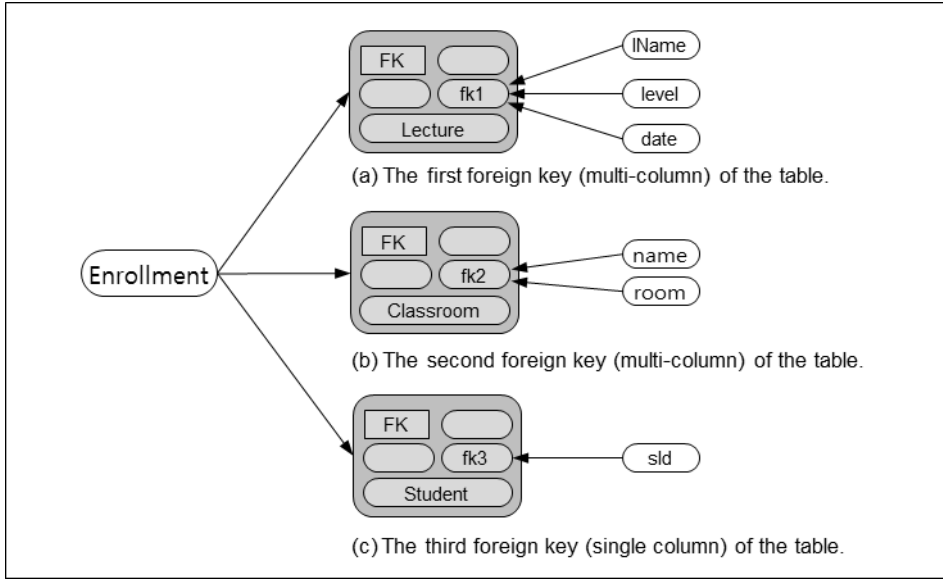 FK
lName
fk1
level
Lecture
date
(a) The first foreign key (multi-column) of the table.
Enrollment
FK
name
fk2
room
Classroom
(b) The second foreign key (multi-column) of the table.
FK
fk3
sId
Student
(c) The third foreign key (single column) of the table.